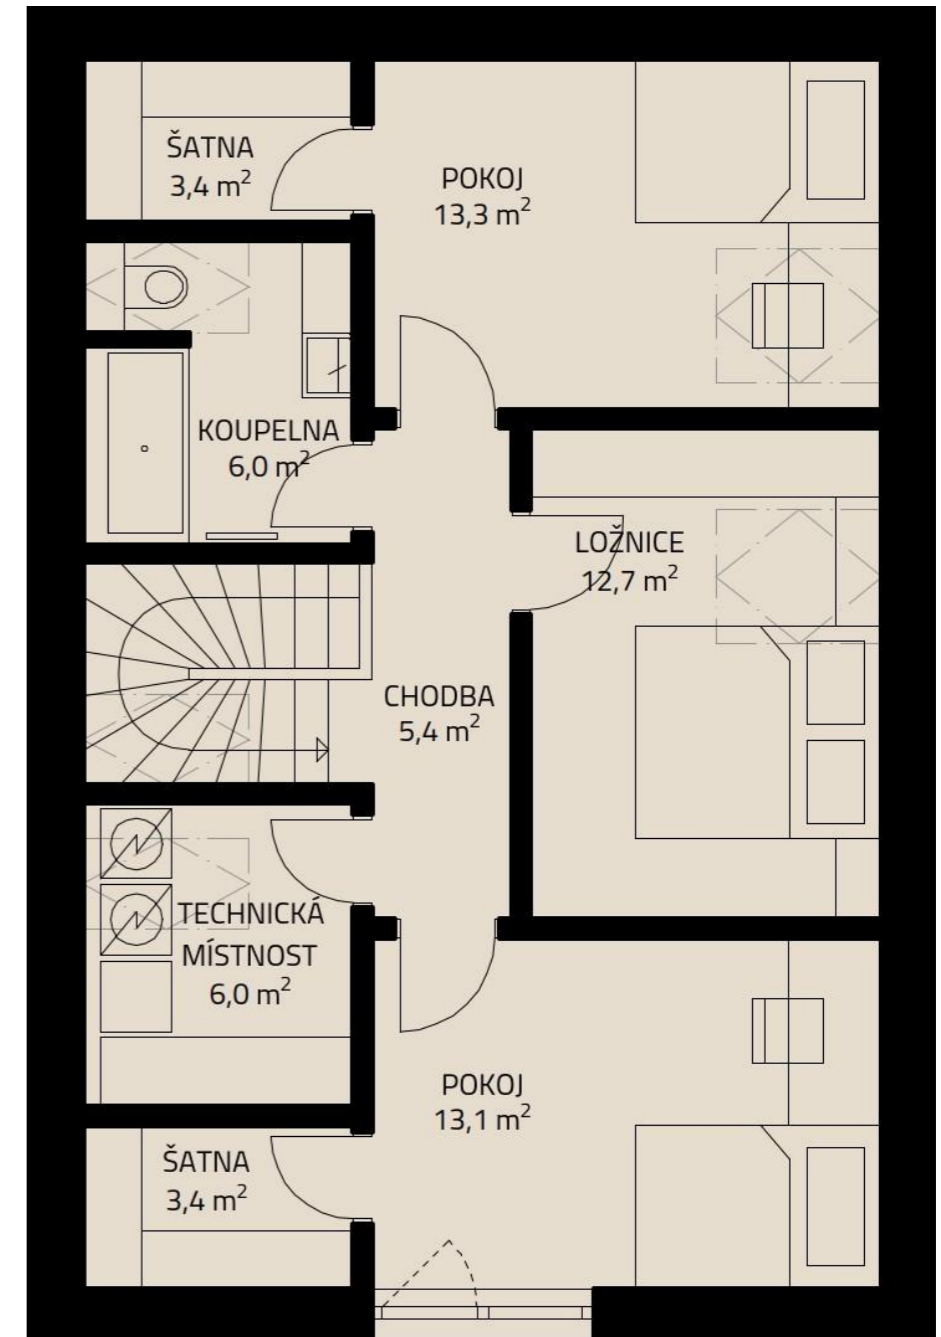 ŠATNA
3,4 m²
POKOJ
13,3 m²
KOUPELNA
6,0 m²
LOŽNICE
12,7 m²
CHODBA
5,4 m²
TECHNICKÁ
MÍSTNOST
6,0 m²
POKOJ
13,1 m²
ŠATNA
3,4 m²